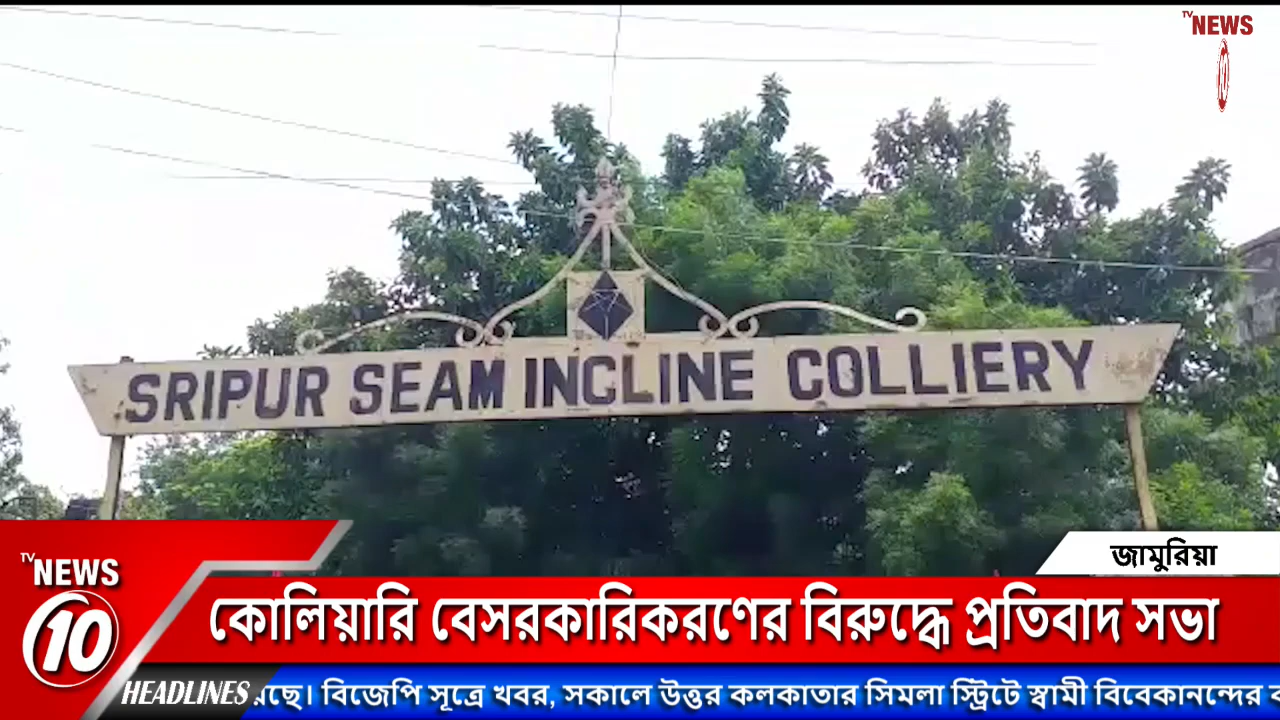 TV NEWS
SRIPUR SEAM INCLINE COLLIERY
জামুরিয়া
TV NEWS
10
কোলিয়ারি বেসরকারিকরণের বিরুদ্ধে প্রতিবাদ সভা
HEADLINES
রছে। বিজেপি সূত্রে খবর, সকালে উত্তর কলকাতার সিমলা স্ট্রিটে স্বামী বিবেকানন্দের